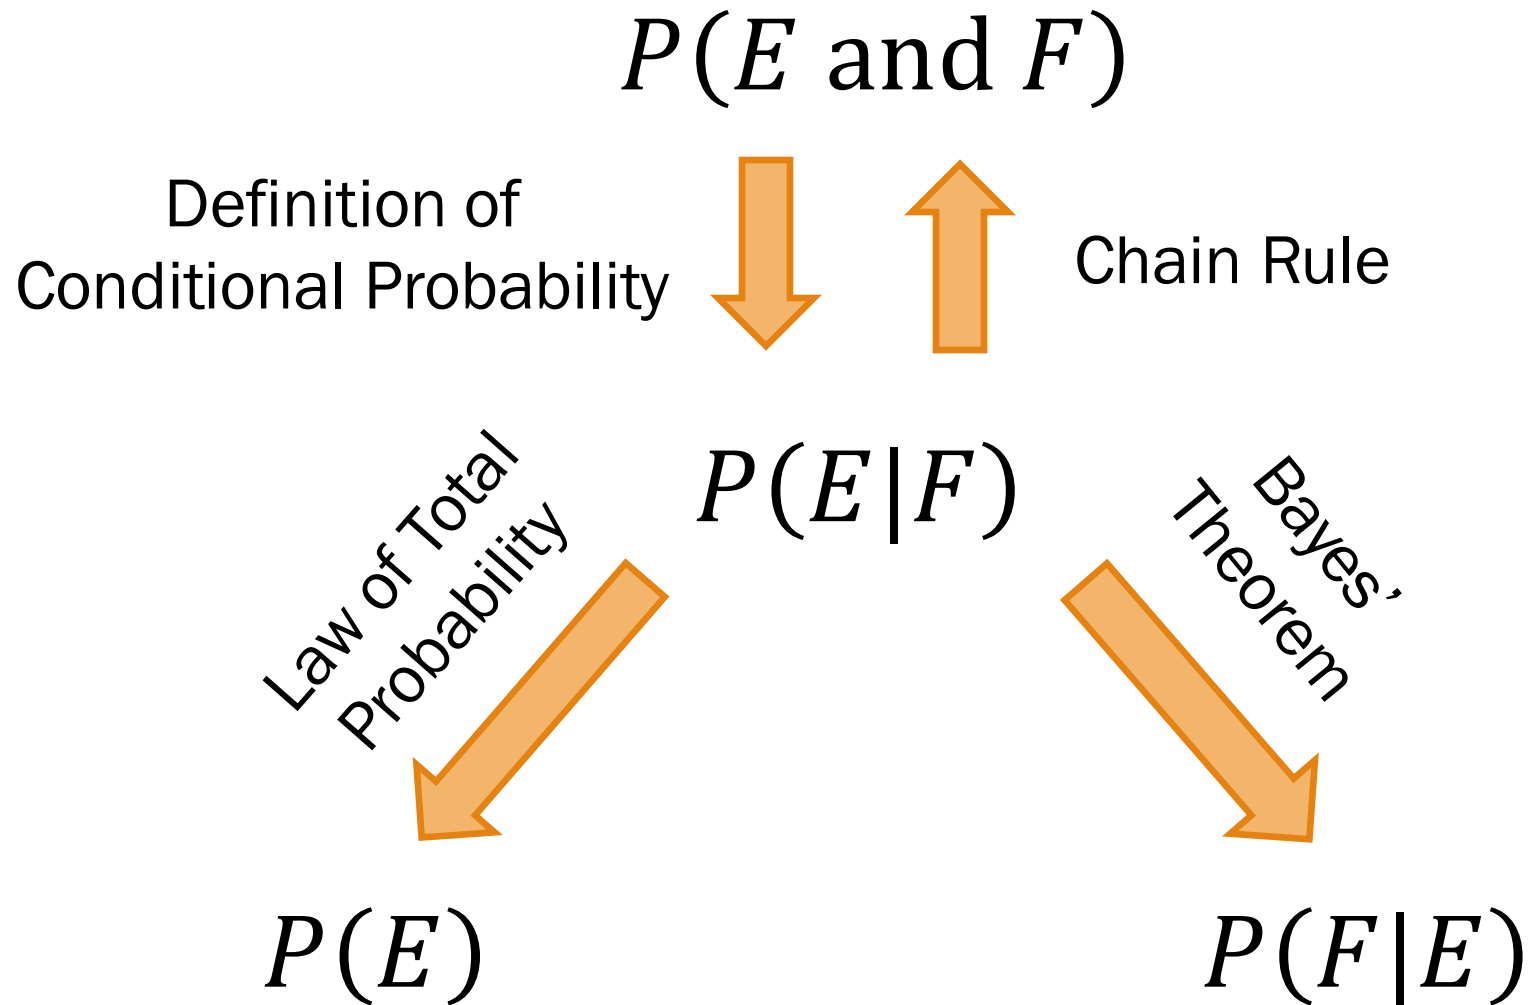 P(E and F)
Definition of
Conditional Probability
Chain Rule
P(E|F)
Law of Total
Probability
Bayes’
Theorem
P(E)
P(F|E)